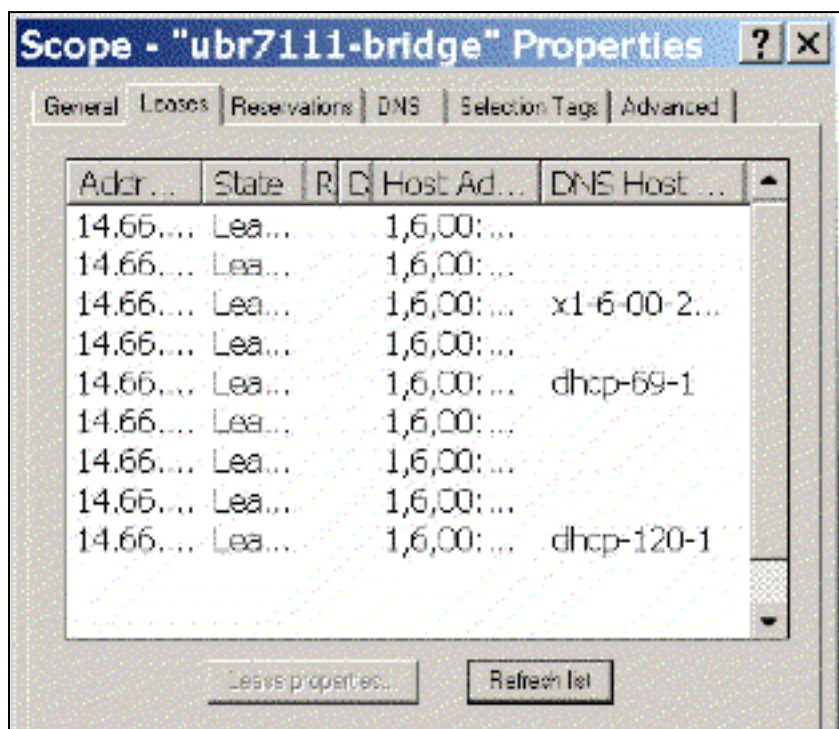 Scope - "ubr7111-bridge" Properties ? ×
General Leases Reservations DNS Selection Tags Advanced
Addr... State R D Host Ad... DNS Host ...
14.66.... Lea... 1,6,00:...
14.66.... Lea... 1,6,00:...
14.66.... Lea... 1,6,00:... x1-6-00-2...
14.66.... Lea... 1,6,00:...
14.66.... Lea... 1,6,00:... dhcp-69-1
14.66.... Lea... 1,6,00:...
14.66.... Lea... 1,6,00:...
14.66.... Lea... 1,6,00:...
14.66.... Lea... 1,6,00:... dhcp-120-1
Lease properties... Refresh list